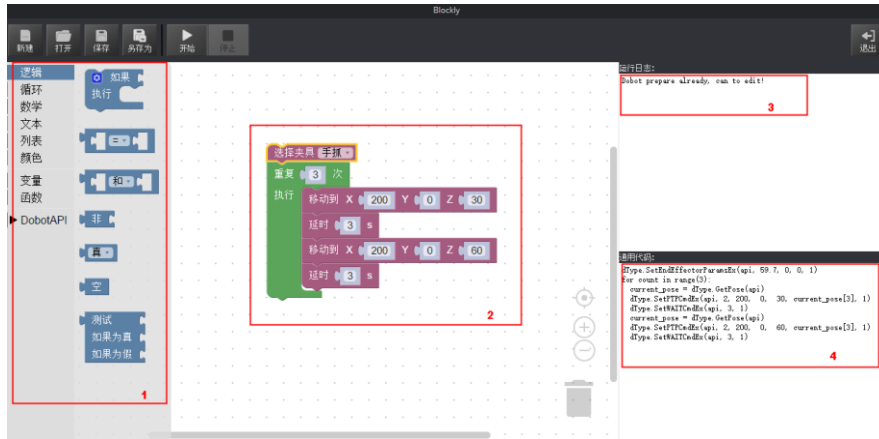 Blockly
新建 打开 保存 另存为 开始 停止 退出
逻辑
循环
数学
文本
列表
颜色
变量
函数
DobotAPI
如果
执行
=
和
非
真
空
测试
如果为真
如果为假
1
选择夹具 手抓
重复 3 次
执行 移动到 X 200 Y 0 Z 30
延时 3 s
移动到 X 200 Y 0 Z 60
延时 3 s
2
运行日志:
Dobot prepare already, can to edit!
3
通用代码:
dType.SetEndEffectorParamsEx(api, 59.7, 0, 0, 1)
for count in range(3):
current_pose = dType.GetPose(api)
dType.SetPTPCmdEx(api, 2, 200, 0, 30, current_pose[3], 1)
dType.SetWAITCmdEx(api, 3, 1)
current_pose = dType.GetPose(api)
dType.SetPTPCmdEx(api, 2, 200, 0, 60, current_pose[3], 1)
dType.SetWAITCmdEx(api, 3, 1)
4